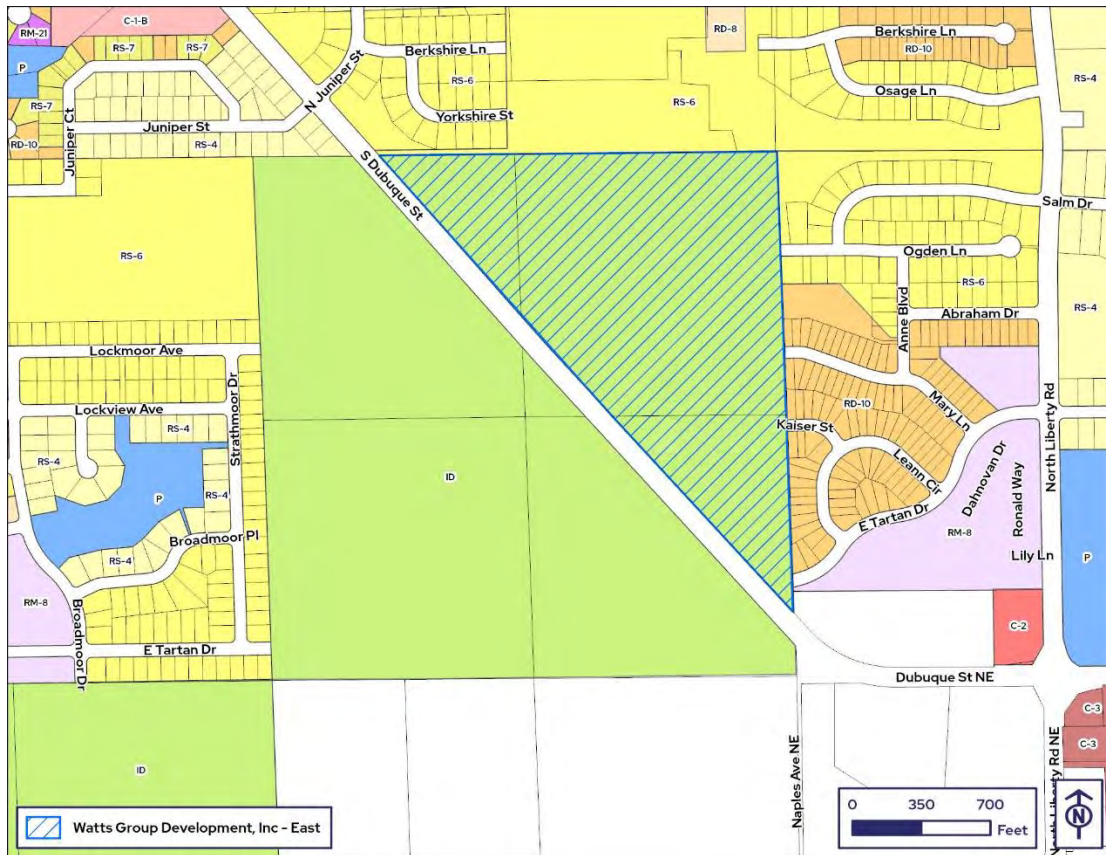 C-1-B
RM-21
RS-7
RS-7
P
RS-7
Juniper Ct
RD-10
Juniper St
RS-4
N Juniper St
Berkshire Ln
RS-6
Yorkshire St
RD-8
RS-6
Berkshire Ln
RD-10
Osage Ln
RS-4
S Dubuque St
Salm Dr
Ogden Ln
RS-6
RS-6
Anne Blvd
Abraham Dr
RS-4
Lockmoor Ave
Lockview Ave
Strathmoor Dr
RS-4
RS-4
P
RS-4
RS-4
Broadmoor Pl
RM-8
Broadmoor Dr
E Tartan Dr
ID
RD-10
Mary Ln
Kaiser St
Leann Cir
E Tartan Dr
Dahnovan Dr
Ronald Way
North Liberty Rd
RM-8
Lily Ln
P
C-2
Dubuque St NE
C-3
C-3
Naples Ave NE
North Liberty Rd NE
ID
Watts Group Development, Inc - East
0 350 700
Feet
N